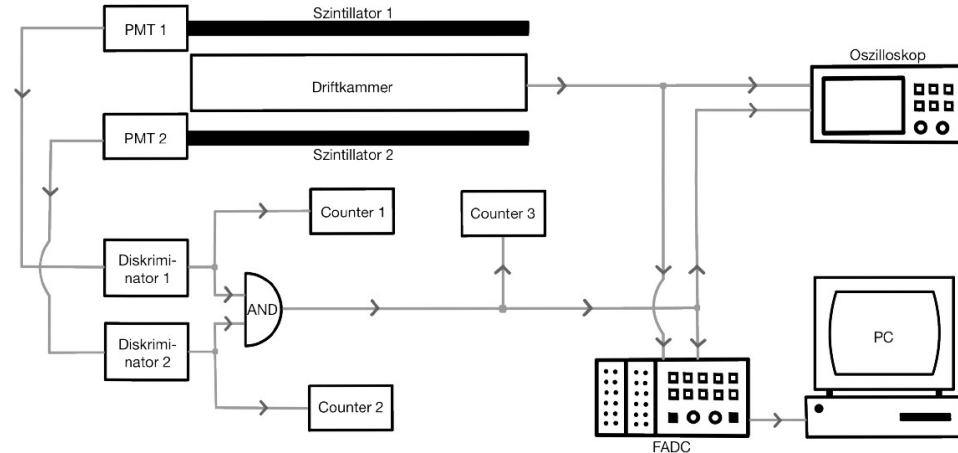 Szintillator 1
PMT 1
Oszilloskop
Driftkammer
PMT 2
Szintillator 2
Counter 1
Counter 3
Diskrimi-
nator 1
AND
Diskrimi-
nator 2
PC
Counter 2
FADC